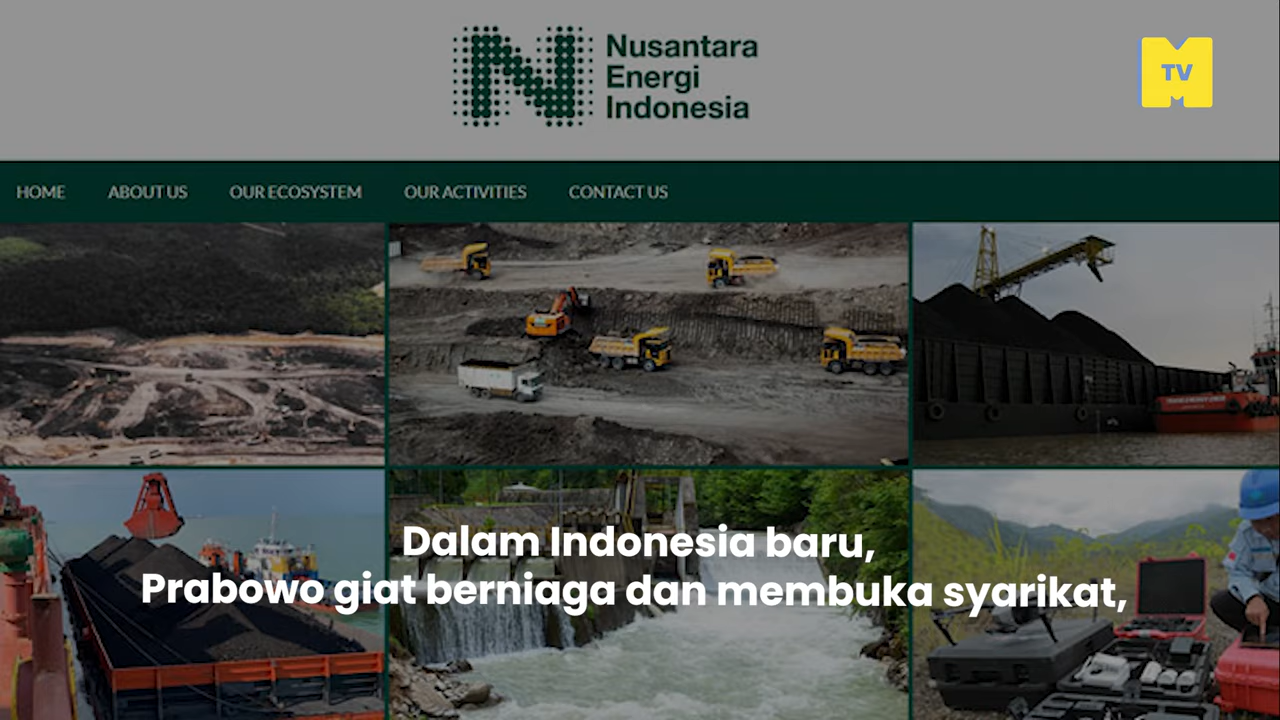 Nusantara
Energi
Indonesia
TV
HOME ABOUT US OUR ECOSYSTEM OUR ACTIVITIES CONTACT US
Dalam Indonesia baru,
Prabowo giat berniaga dan membuka syarikat,